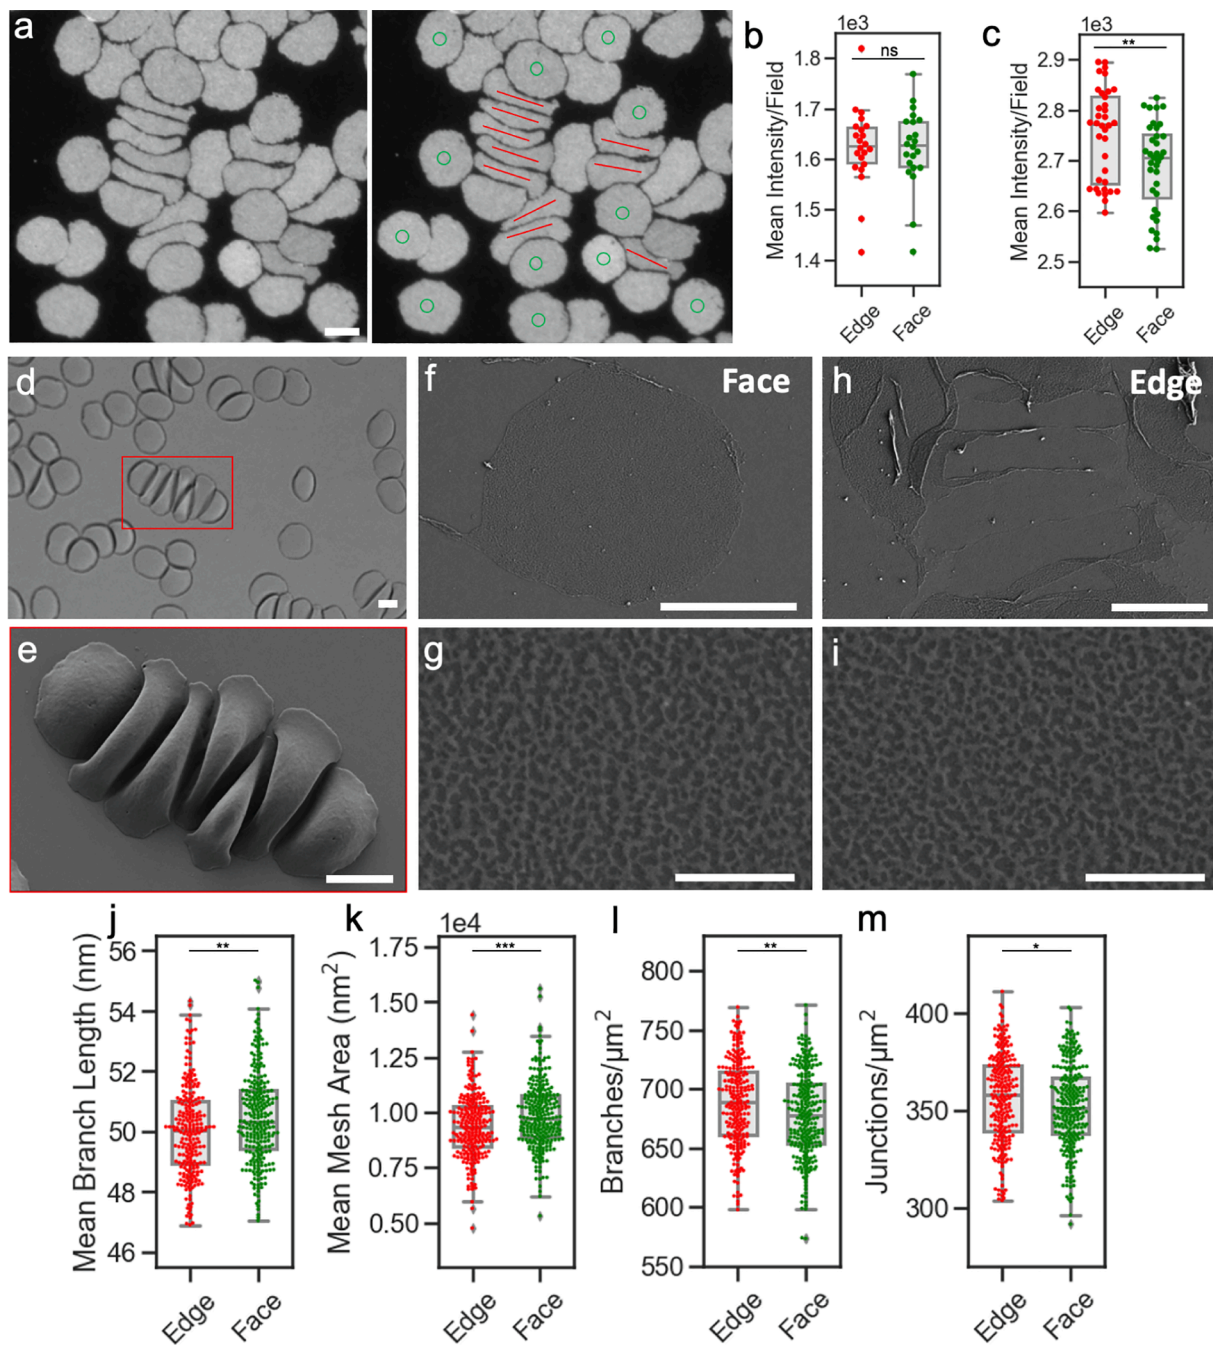 a
b
1e3
ns
Mean Intensity/Field
1.8
1.7
1.6
1.5
1.4
Edge
Face
c
1e3
**
Mean Intensity/Field
2.9
2.8
2.7
2.6
2.5
Edge
Face
d
f
Face
h
Edge
e
g
i
j
**
Mean Branch Length (nm)
56
54
52
50
48
46
Edge
Face
k
1e4
***
Mean Mesh Area (nm²)
1.75
1.50
1.25
1.00
0.75
0.50
Edge
Face
l
**
Branches/µm²
800
750
700
650
600
550
Edge
Face
m
*
Junctions/µm²
400
350
300
Edge
Face